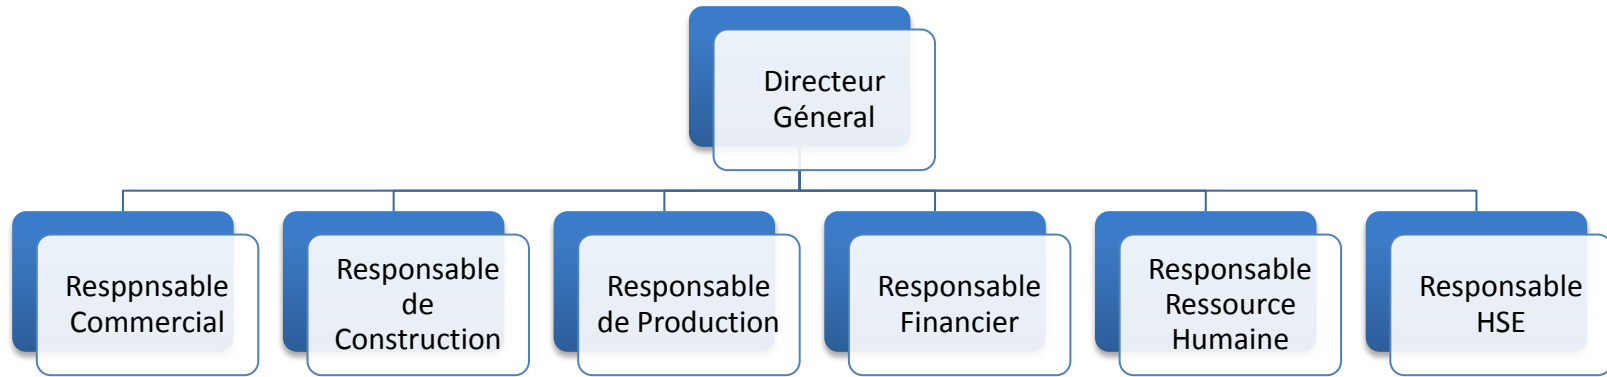 Directeur
Géneral
Resppnsable
Commercial
Responsable
de
Construction
Responsable
de Production
Responsable
Financier
Responsable
Ressource
Humaine
Responsable
HSE